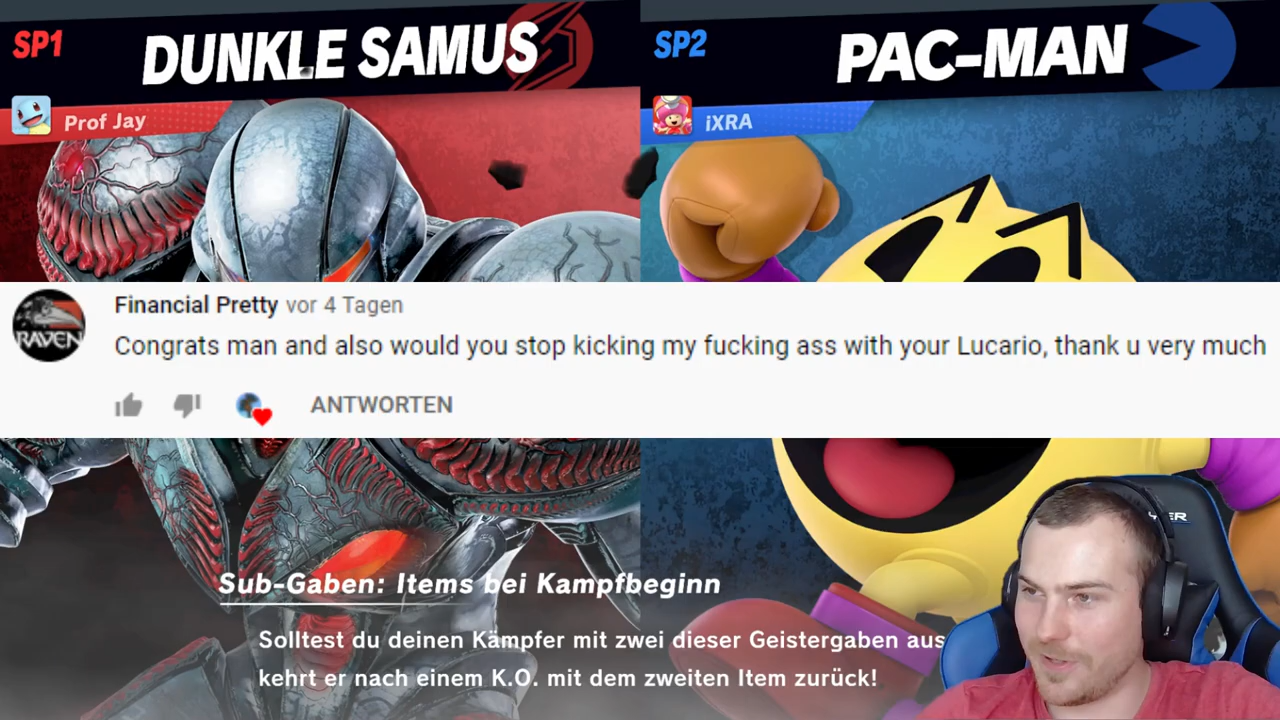 SP1
DUNKLE SAMUS
Prof Jay
SP2
PAC-MAN
iXRA
RAVEN
Financial Pretty vor 4 Tagen
Congrats man and also would you stop kicking my fucking ass with your Lucario, thank u very much
ANTWORTEN
Sub-Gaben: Items bei Kampfbeginn
Solltest du deinen Kämpfer mit zwei dieser Geistergaben aus
kehrt er nach einem K.O. mit dem zweiten Item zurück!